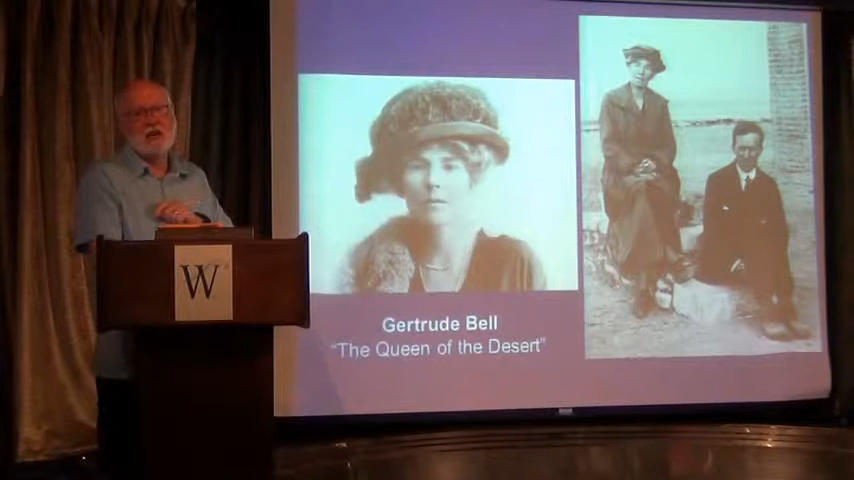 W
Gertrude Bell
"The Queen of the Desert"